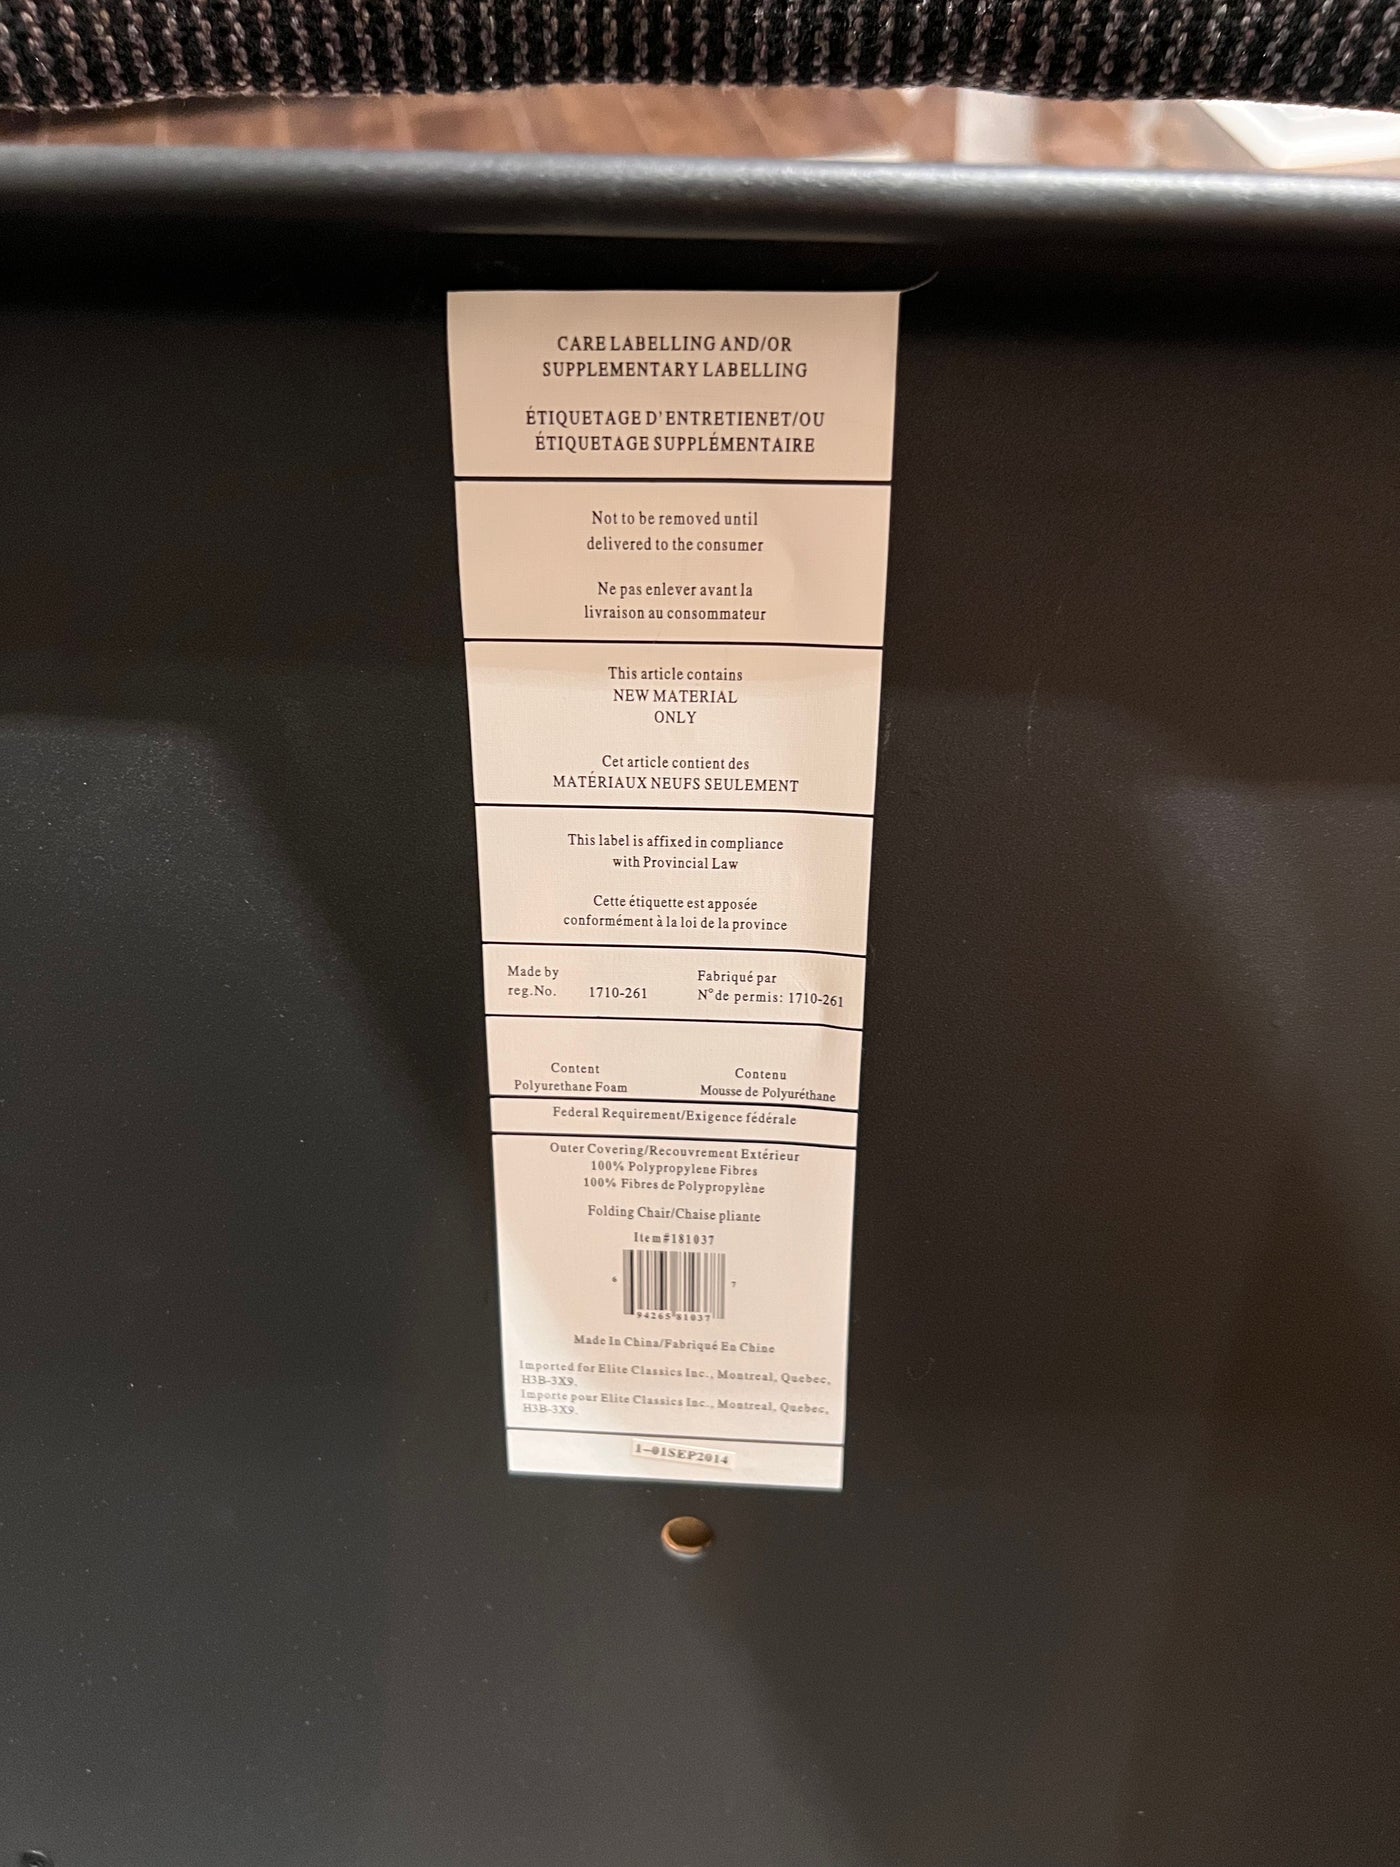 CARE LABELLING AND/OR
SUPPLEMENTARY LABELLING
ÉTIQUETAGE D'ENTRETIENET/OU
ÉTIQUETAGE SUPPLÉMENTAIRE
Not to be removed until
delivered to the consumer
Ne pas enlever avant la
livraison au consommateur
This article contains
NEW MATERIAL
ONLY
Cet article contient des
MATÉRIAUX NEUFS SEULEMENT
This label is affixed in compliance
with Provincial Law
Cette étiquette est apposée
conformément à la loi de la province
Made by Fabriqué par
reg.No. 1710-261 N°de permis: 1710-261
Content Contenu
Polyurethane Foam Mousse de Polyuréthane
Federal Requirement/Exigence fédérale
Outer Covering/Recouvrement Extérieur
100% Polypropylene Fibres
100% Fibres de Polypropylène
Folding Chair/Chaise pliante
Item#181037
6 94265 81037 7
Made In China/Fabriqué En Chine
Imported for Elite Classics Inc., Montreal, Quebec,
H3B-3X9.
Importe pour Elite Classics Inc., Montreal, Quebec,
H3B-3X9.
1-01SEP2014